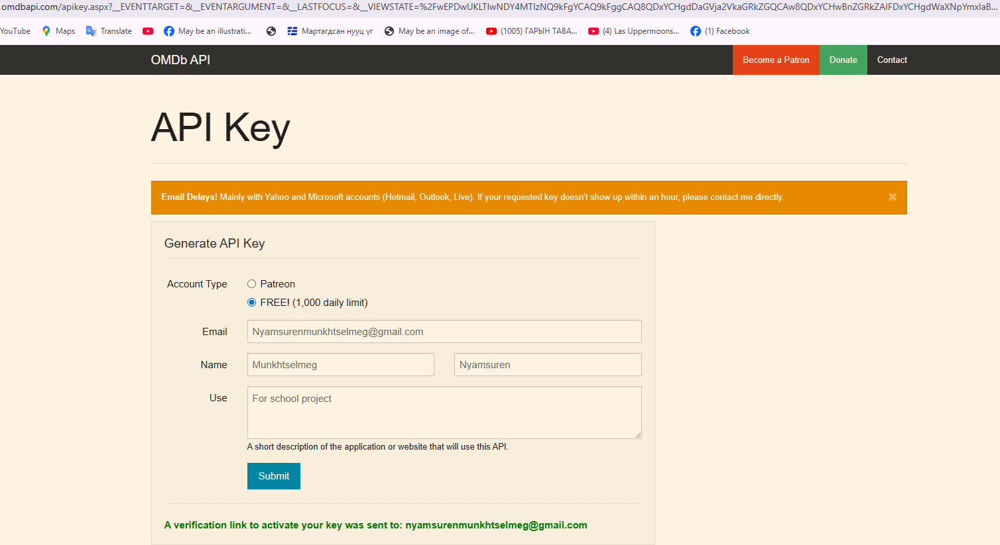 omdbapi.com/apikey.aspx?__EVENTTARGET=&__EVENTARGUMENT=&__LASTFOCUS=&__VIEWSTATE=%2FwEPDwUKLTIwNDY4MTIzNQ9kFgYCAQ9kFggCAQ8QDxYCHgdDaGVja2VkaGRkZGQCAw8QDxYCHwBnZGRkZAIFDxYCHgdWaXNpYmxlaB...
YouTube Maps Translate May be an illustrati... Мартагдсан нууц үг May be an image of... (1005) ГАРЫН ТАВА... (4) Las Uppermoons... (1) Facebook
OMDb API Become a Patron Donate Contact
API Key
Email Delays! Mainly with Yahoo and Microsoft accounts (Hotmail, Outlook, Live). If your requested key doesn't show up within an hour, please contact me directly. ×
Generate API Key
Account Type Patreon
FREE! (1,000 daily limit)
Email Nyamsurenmunkhtselmeg@gmail.com
Name Munkhtselmeg Nyamsuren
Use For school project
A short description of the application or website that will use this API.
Submit
A verification link to activate your key was sent to: nyamsurenmunkhtselmeg@gmail.com